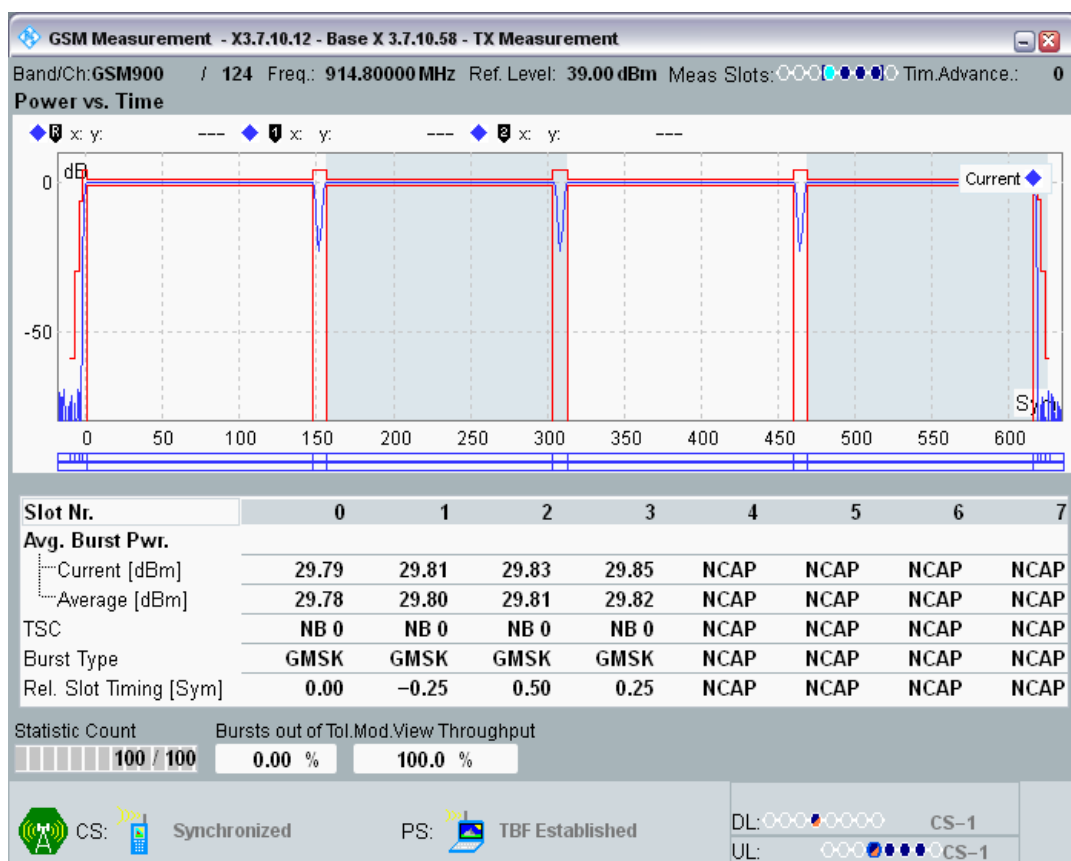 GSM Measurement - X3.7.10.12 - Base X 3.7.10.58 - TX Measurement
Band/Ch:GSM900 / 124 Freq.: 914.80000 MHz Ref. Level: 39.00 dBm Meas Slots: Tim.Advance.: 0
Power vs. Time
R x: y: --- 1 x: y: --- 2 x: y: ---
dB
0
Current
-50
Sym
0 50 100 150 200 250 300 350 400 450 500 550 600
Slot Nr. 0 1 2 3 4 5 6 7
Avg. Burst Pwr.
Current [dBm] 29.79 29.81 29.83 29.85 NCAP NCAP NCAP NCAP
Average [dBm] 29.78 29.80 29.81 29.82 NCAP NCAP NCAP NCAP
TSC NB 0 NB 0 NB 0 NB 0 NCAP NCAP NCAP NCAP
Burst Type GMSK GMSK GMSK GMSK NCAP NCAP NCAP NCAP
Rel. Slot Timing [Sym] 0.00 −0.25 0.50 0.25 NCAP NCAP NCAP NCAP
Statistic Count Bursts out of Tol. Mod.View Throughput
100 / 100 0.00 % 100.0 %
CS: Synchronized PS: TBF Established
DL: CS−1
UL: CS−1